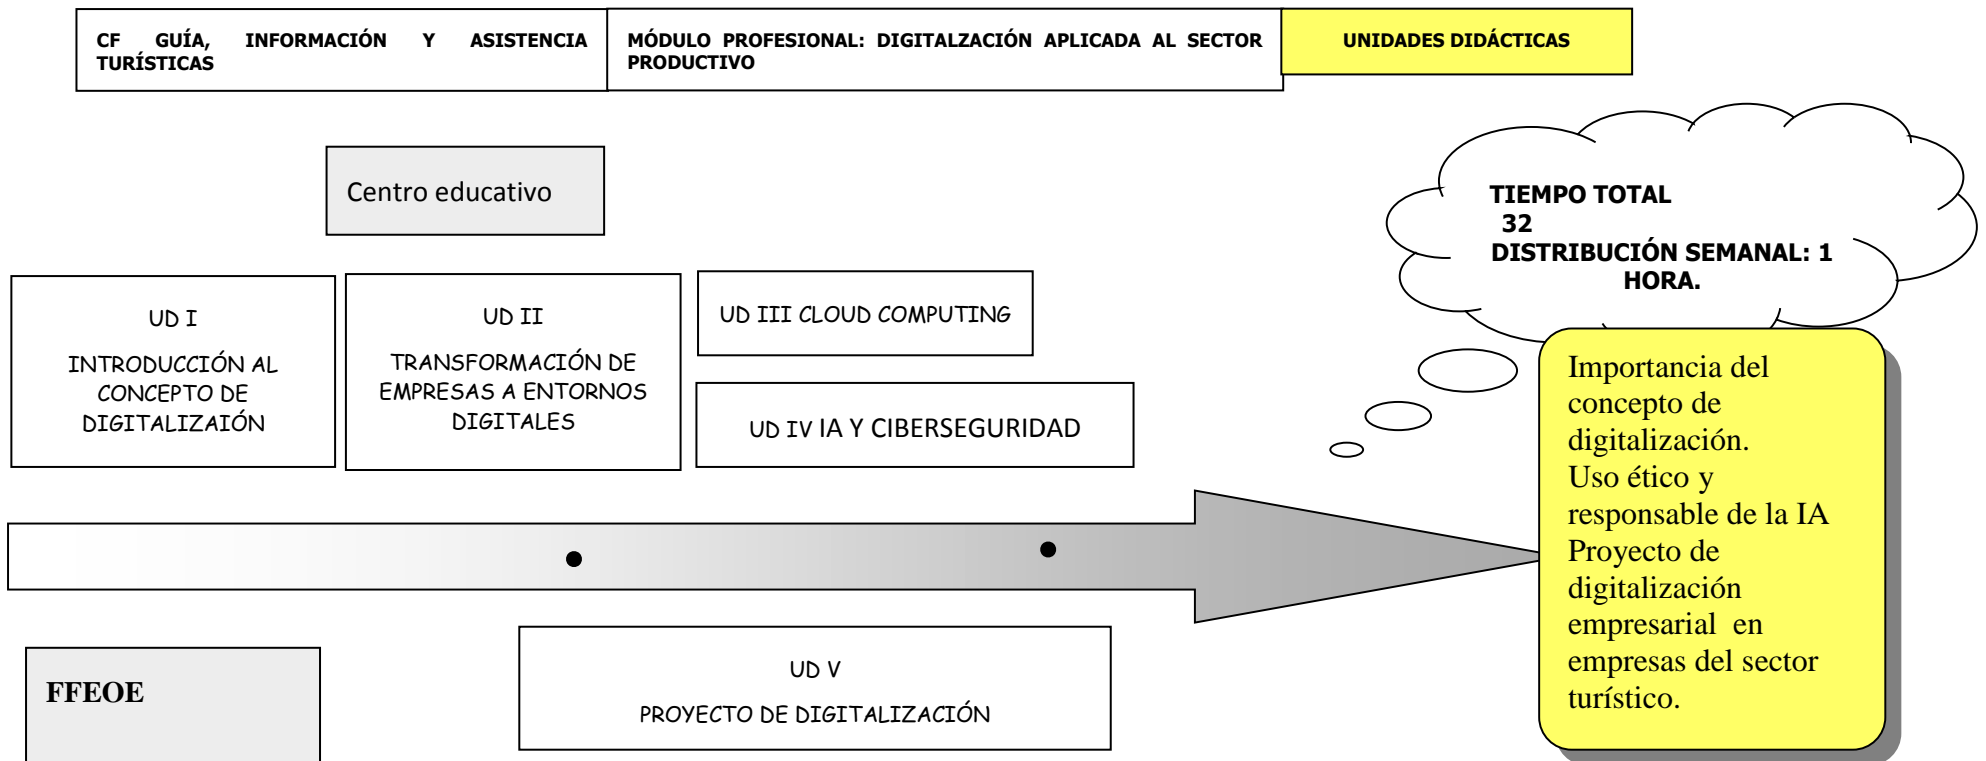 CF GUÍA, INFORMACIÓN Y ASISTENCIA
TURÍSTICAS
MÓDULO PROFESIONAL: DIGITALZACIÓN APLICADA AL SECTOR
PRODUCTIVO
UNIDADES DIDÁCTICAS
Centro educativo
TIEMPO TOTAL
32
DISTRIBUCIÓN SEMANAL: 1
HORA.
UD I
INTRODUCCIÓN AL
CONCEPTO DE
DIGITALIZAIÓN
UD II
TRANSFORMACIÓN DE
EMPRESAS A ENTORNOS
DIGITALES
UD III CLOUD COMPUTING
UD IV IA Y CIBERSEGURIDAD
Importancia del
concepto de
digitalización.
Uso ético y
responsable de la IA
Proyecto de
digitalización
empresarial en
empresas del sector
turístico.
FFEOE
UD V
PROYECTO DE DIGITALIZACIÓN